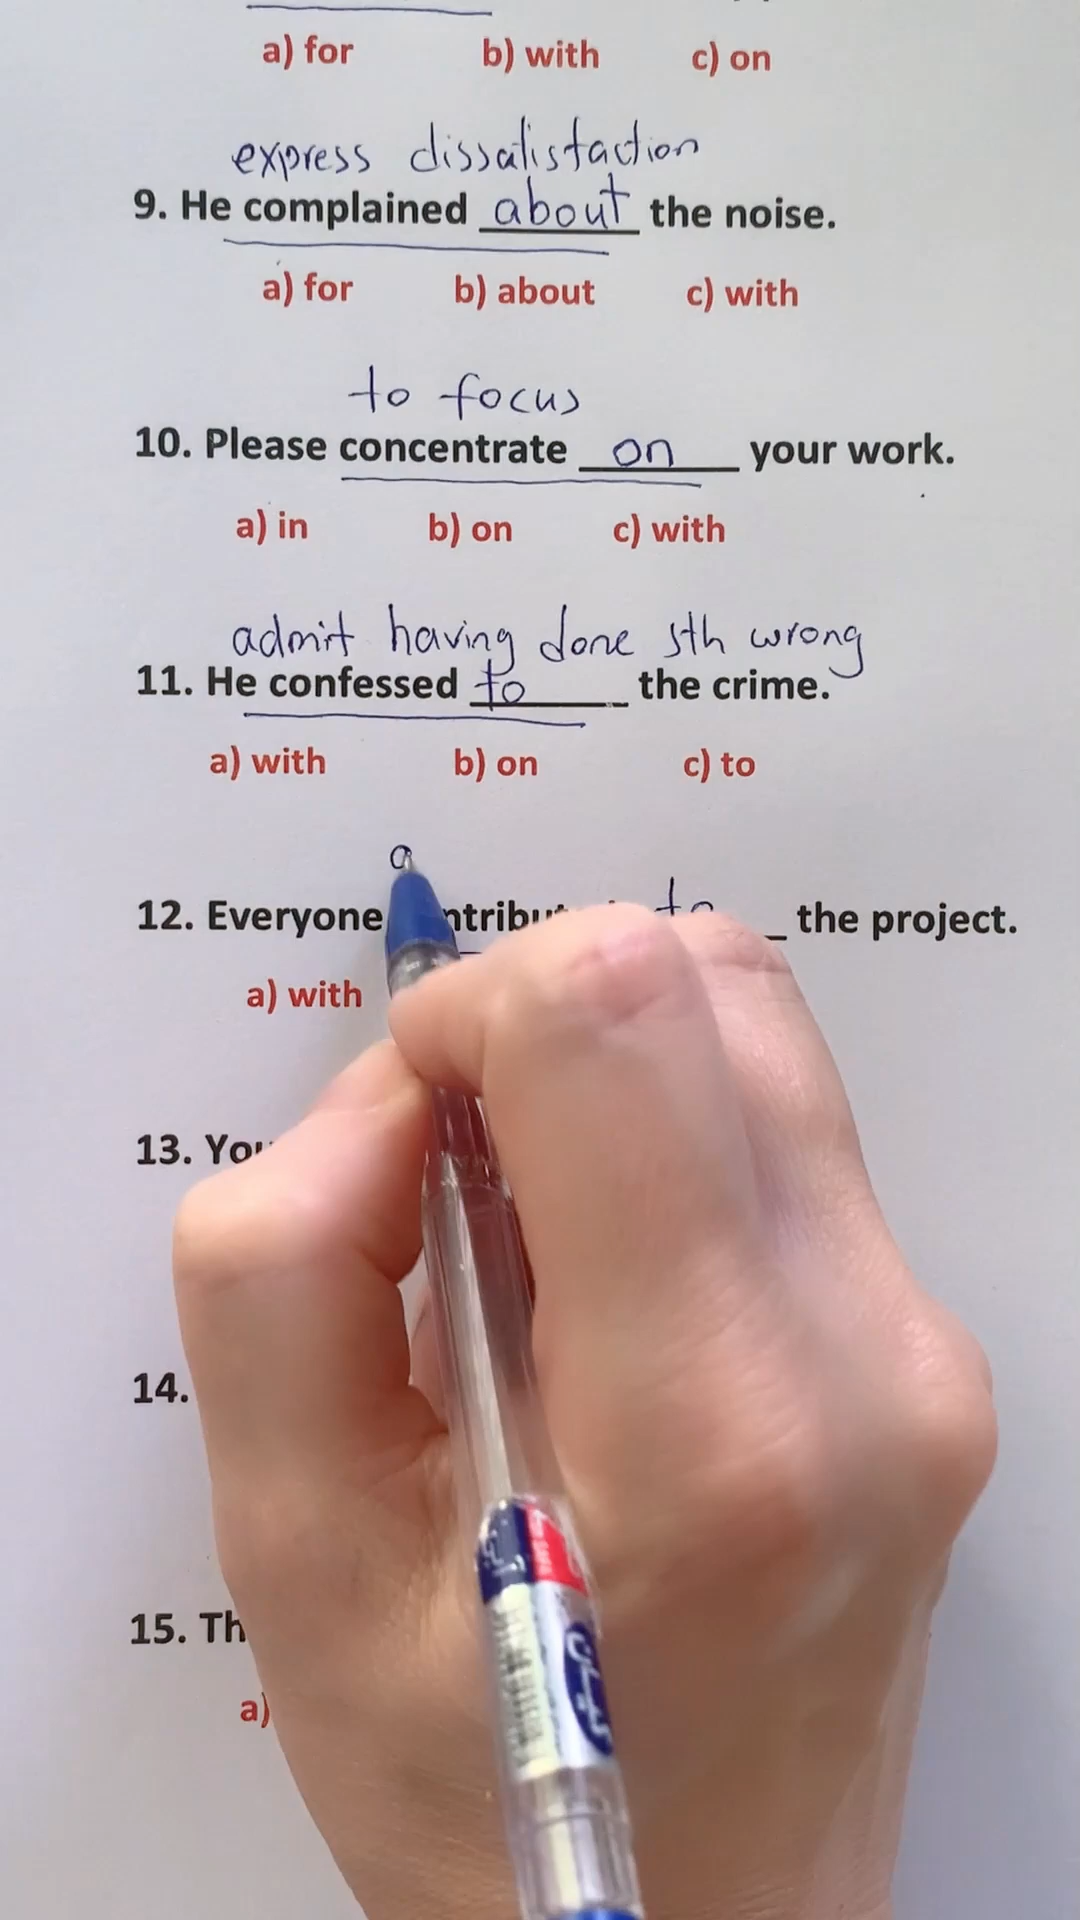 a) for b) with c) on
express dissatisfaction
9. He complained about the noise.
a) for b) about c) with
to focus
10. Please concentrate on your work.
a) in b) on c) with
admit having done sth wrong
11. He confessed to the crime.
a) with b) on c) to
a
12. Everyone to the project.
a) with
13.
14.
15.
a)